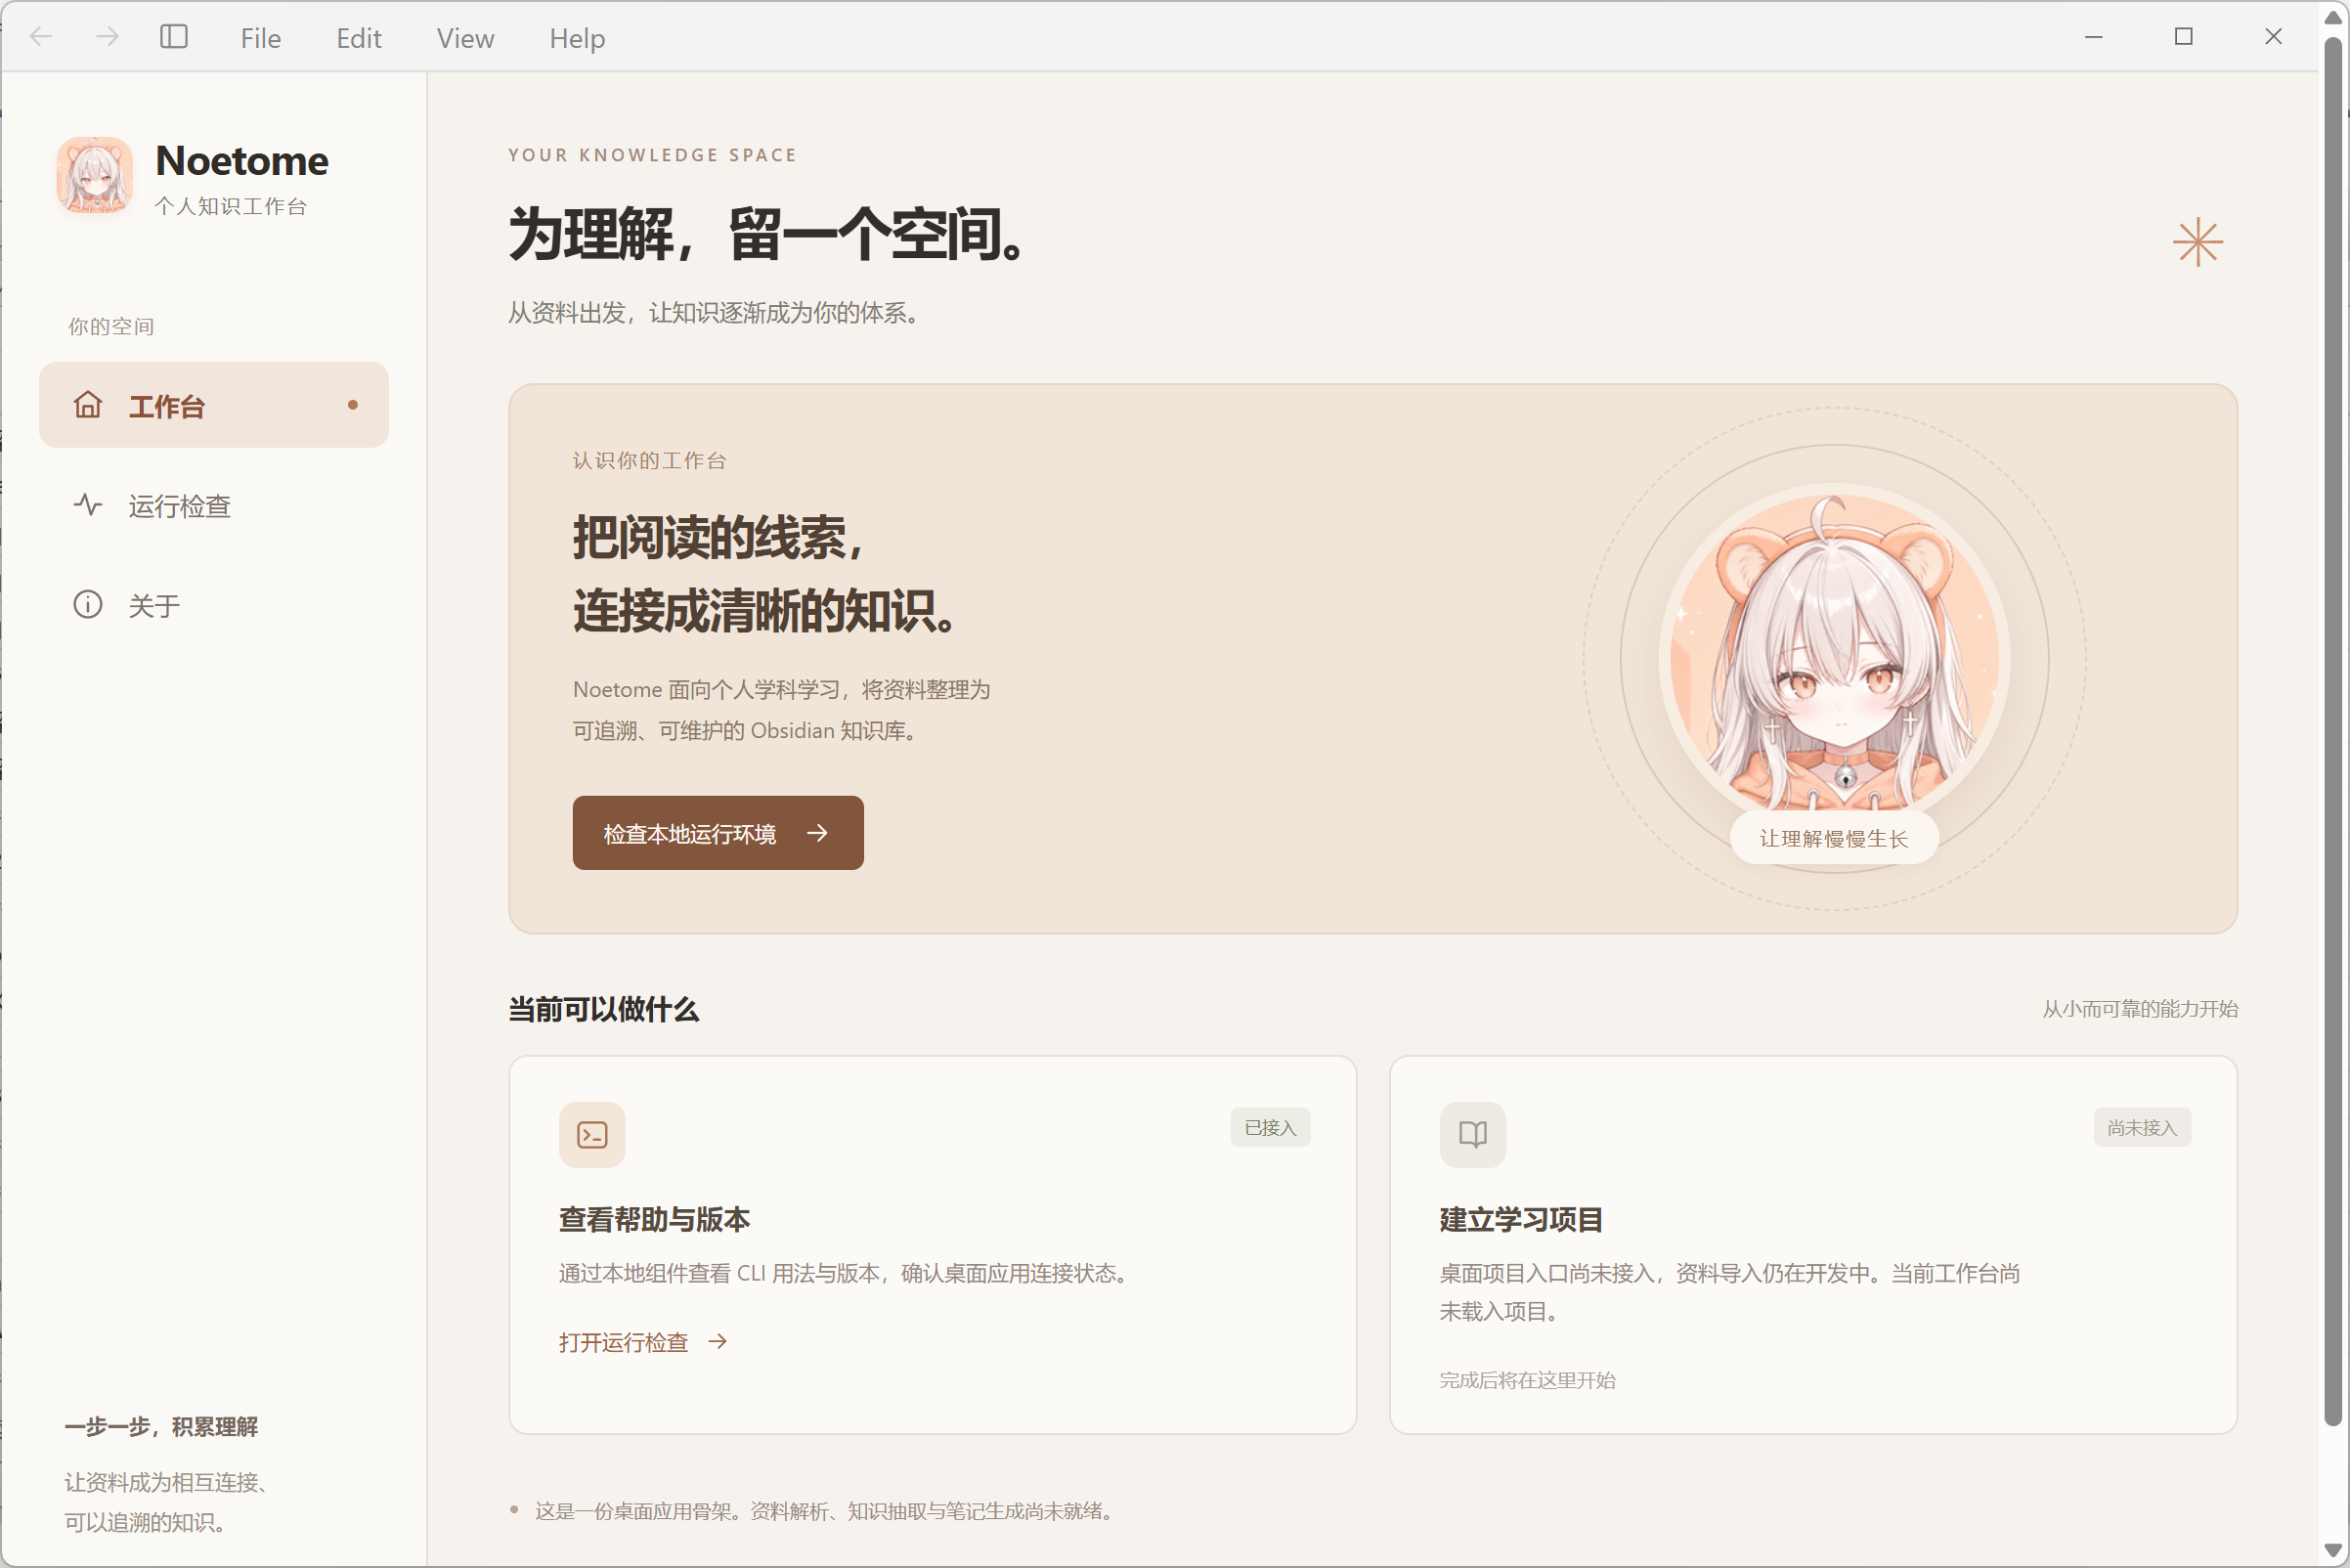 File Edit View Help
Noetome
个人知识工作台
你的空间
工作台
运行检查
关于
一步一步，积累理解
让资料成为相互连接、
可以追溯的知识。
YOUR KNOWLEDGE SPACE
为理解，留一个空间。
从资料出发，让知识逐渐成为你的体系。
认识你的工作台
把阅读的线索，
连接成清晰的知识。
Noetome 面向个人学科学习，将资料整理为
可追溯、可维护的 Obsidian 知识库。
检查本地运行环境
让理解慢慢生长
当前可以做什么
从小而可靠的能力开始
已接入
查看帮助与版本
通过本地组件查看 CLI 用法与版本，确认桌面应用连接状态。
打开运行检查
尚未接入
建立学习项目
桌面项目入口尚未接入，资料导入仍在开发中。当前工作台尚
未载入项目。
完成后将在这里开始
这是一份桌面应用骨架。资料解析、知识抽取与笔记生成尚未就绪。